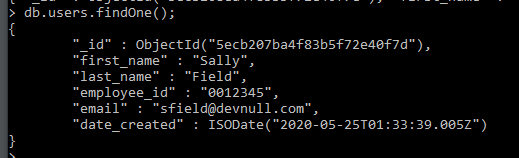 > db.users.findOne();
{
"_id" : ObjectId("5ecb207ba4f83b5f72e40f7d"),
"first_name" : "Sally",
"last_name" : "Field",
"employee_id" : "0012345",
"email" : "sfield@devnull.com",
"date_created" : ISODate("2020-05-25T01:33:39.005Z")
}
>